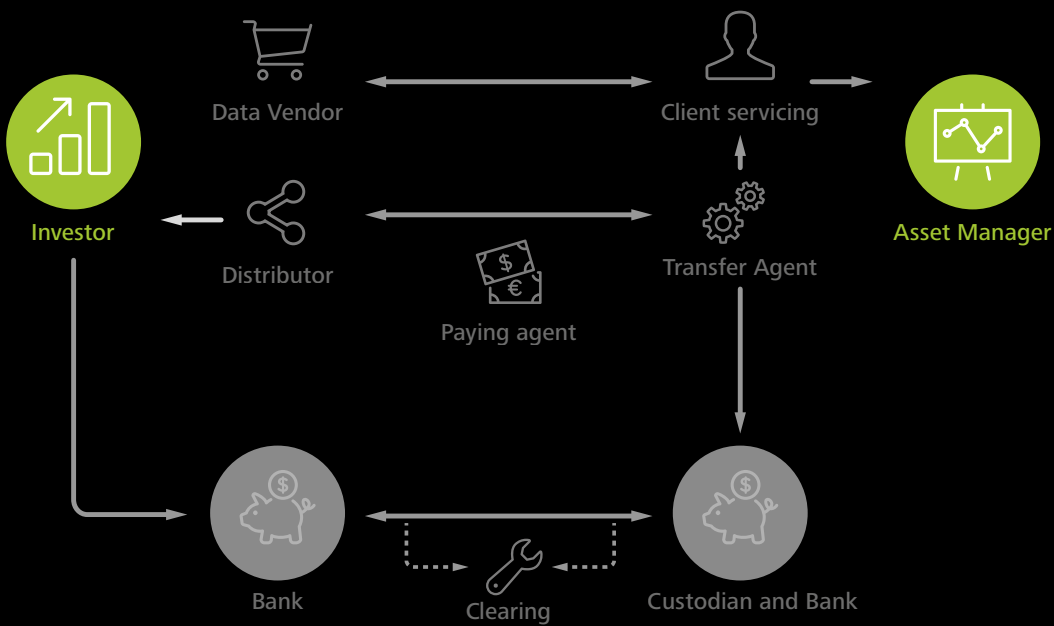 Data Vendor
Client servicing
Investor
Asset Manager
Distributor
$
€
Transfer Agent
Paying agent
$
$
Bank
Clearing
Custodian and Bank